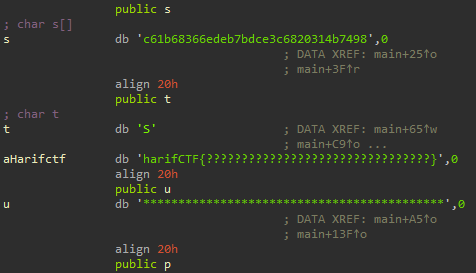 public s
; char s[]
s db 'c61b68366edeb7bdce3c6820314b7498',0
; DATA XREF: main+25↑o
; main+3F↑r
align 20h
public t
; char t
t db 'S' ; DATA XREF: main+65↑w
; main+C9↑o ...
aHarifctf db 'harifCTF{????????????????????????????????}',0
align 20h
public u
u db '*******************************************',0
; DATA XREF: main+A5↑o
; main+13F↑o
align 20h
public p